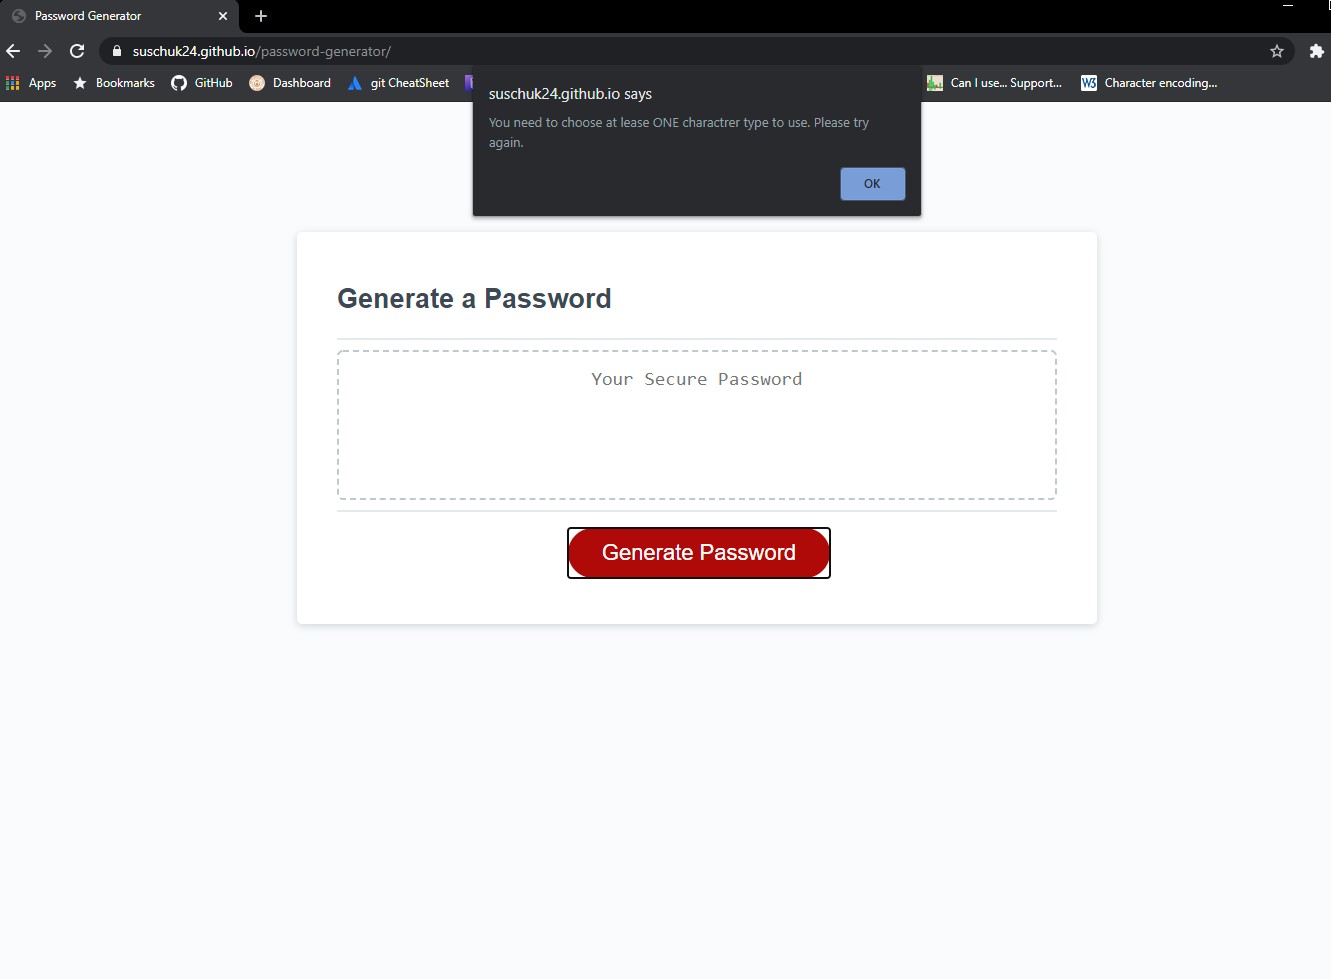 Password Generator
suschuk24.github.io/password-generator/
Apps Bookmarks GitHub Dashboard git CheatSheet Can I use... Support... W3 Character encoding...
suschuk24.github.io says
You need to choose at lease ONE charactrer type to use. Please try
again.
OK
Generate a Password
Your Secure Password
Generate Password